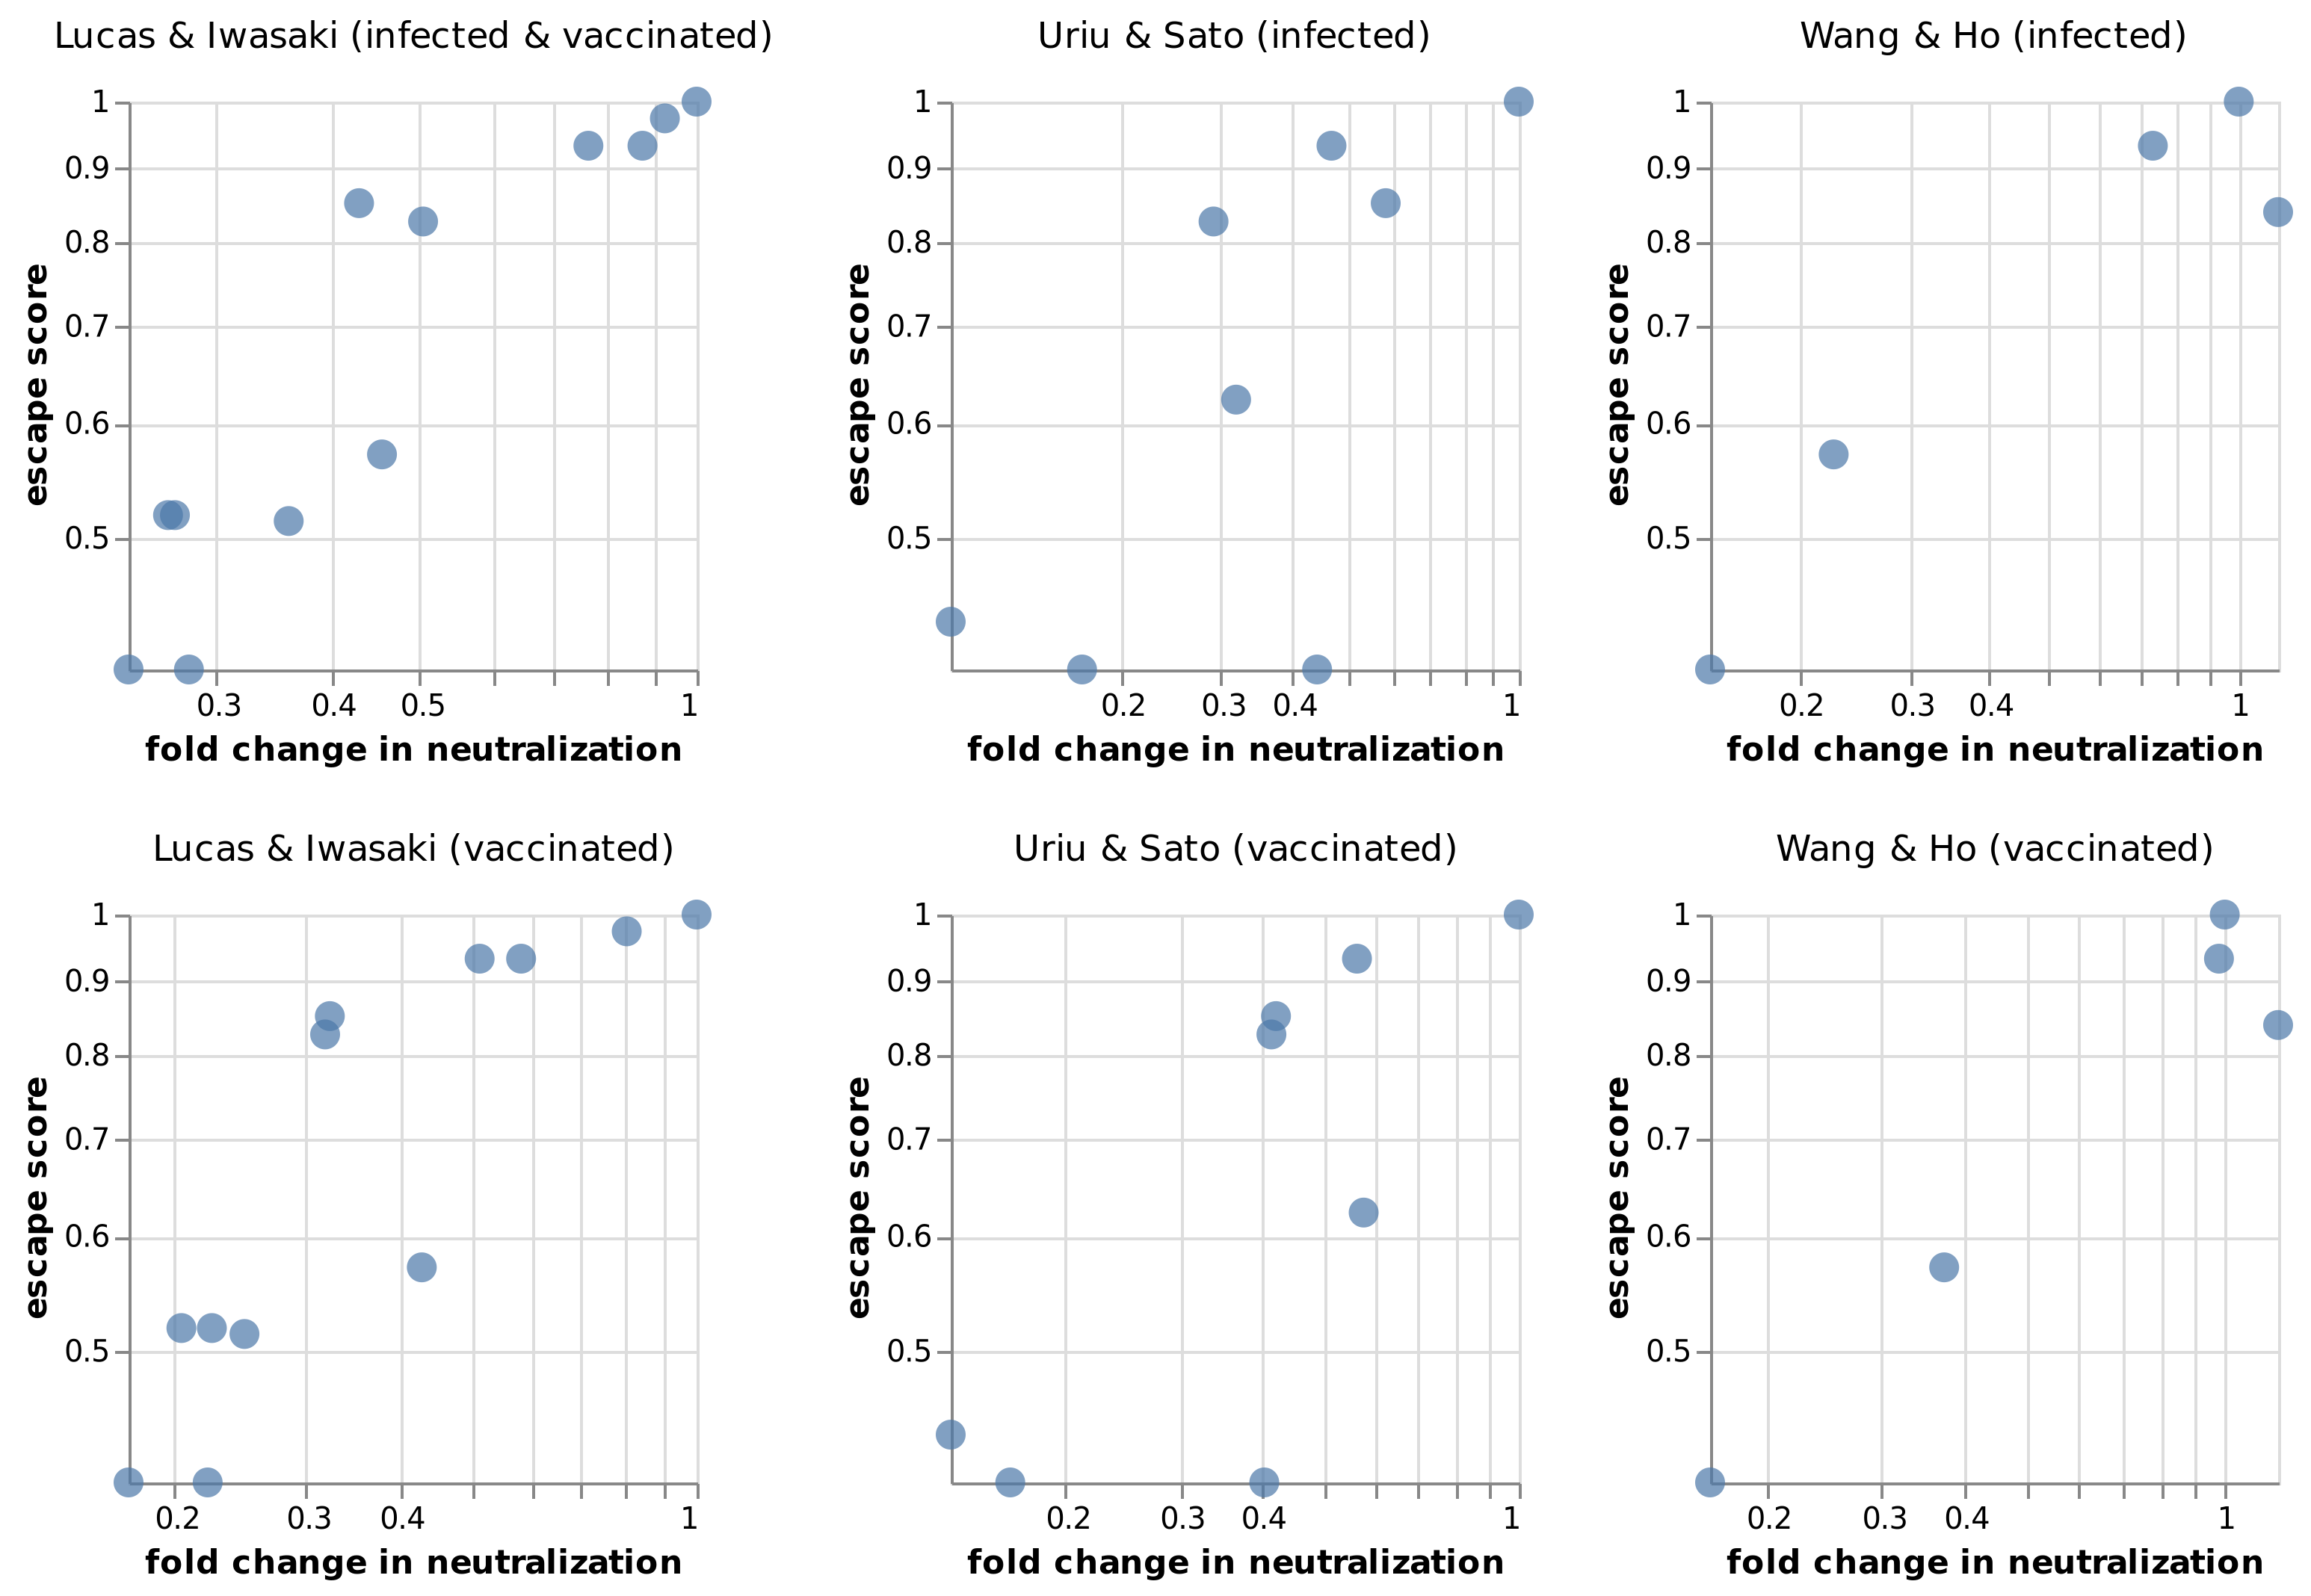 Lucas & Iwasaki (infected & vaccinated)
1
0.9
0.8
0.7
0.6
0.5
escape score
0.3 0.4 0.5 1
fold change in neutralization
Uriu & Sato (infected)
1
0.9
0.8
0.7
0.6
0.5
escape score
0.2 0.3 0.4 1
fold change in neutralization
Wang & Ho (infected)
1
0.9
0.8
0.7
0.6
0.5
escape score
0.2 0.3 0.4 1
fold change in neutralization
Lucas & Iwasaki (vaccinated)
1
0.9
0.8
0.7
0.6
0.5
escape score
0.2 0.3 0.4 1
fold change in neutralization
Uriu & Sato (vaccinated)
1
0.9
0.8
0.7
0.6
0.5
escape score
0.2 0.3 0.4 1
fold change in neutralization
Wang & Ho (vaccinated)
1
0.9
0.8
0.7
0.6
0.5
escape score
0.2 0.3 0.4 1
fold change in neutralization